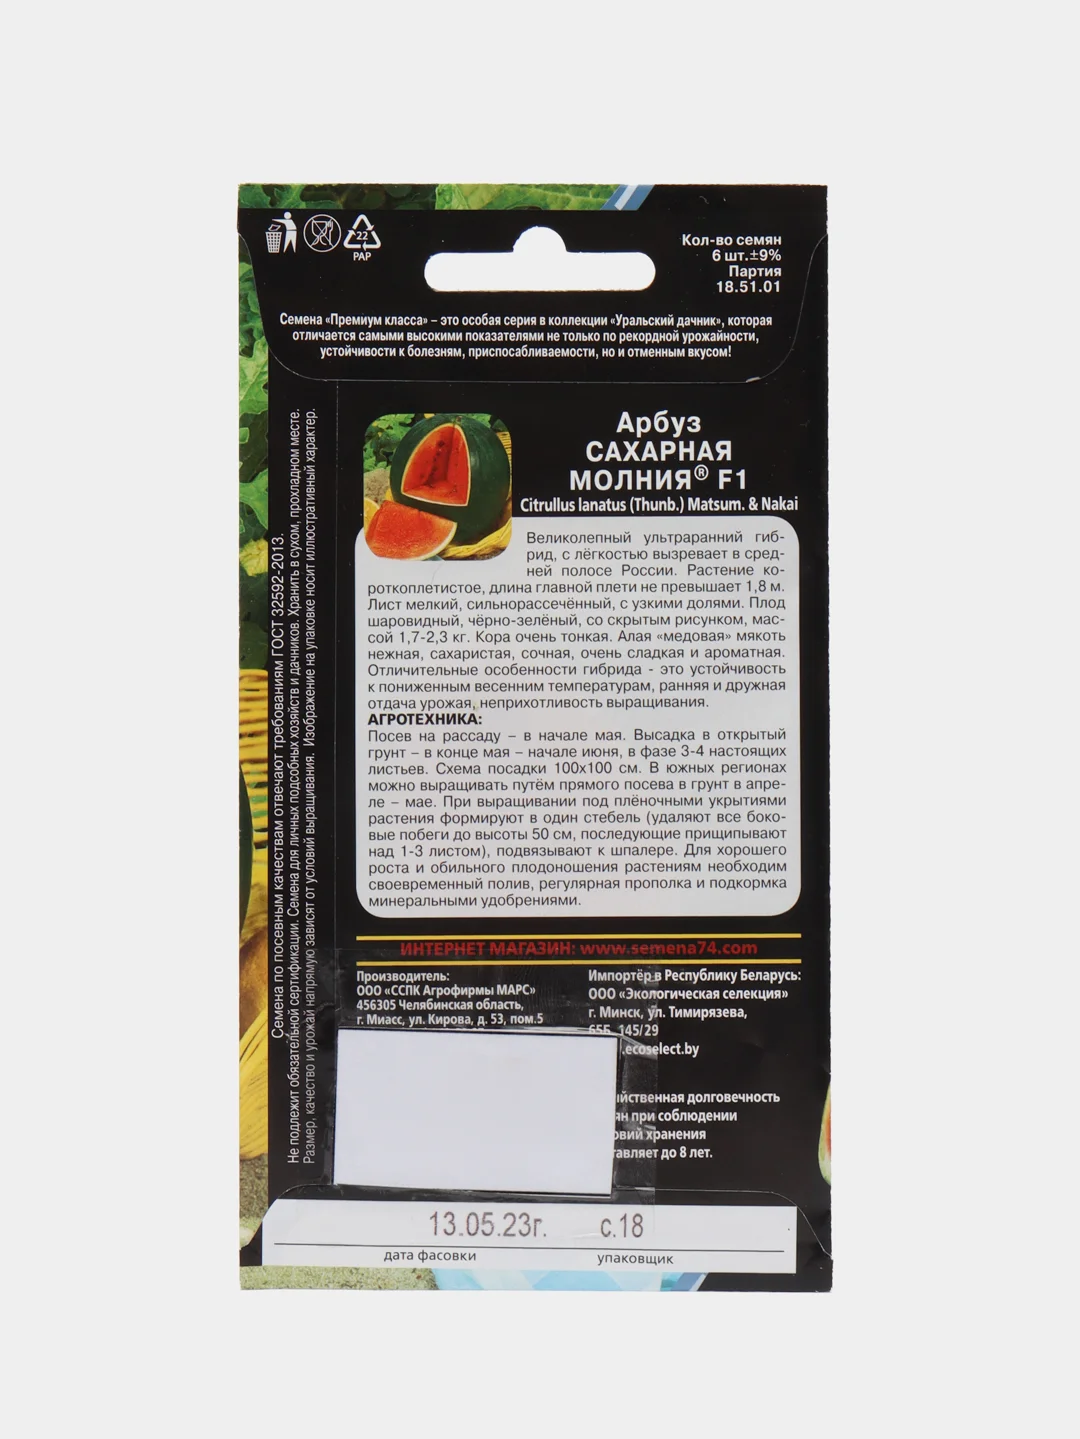 22
PAP
Кол-во семян
6 шт.±9%
Партия
18.51.01
Семена «Премиум класса» – это особая серия в коллекции «Уральский дачник», которая
отличается самыми высокими показателями не только по рекордной урожайности,
устойчивости к болезням, приспосабливаемости, но и отменным вкусом!
Арбуз
САХАРНАЯ
МОЛНИЯ® F1
Citrullus lanatus (Thunb.) Matsum. & Nakai
Великолепный ультраранний гиб-
рид, с лёгкостью вызревает в сред-
ней полосе России. Растение ко-
роткоплетистое, длина главной плети не превышает 1,8 м.
Лист мелкий, сильнорассечённый, с узкими долями. Плод
шаровидный, чёрно-зелёный, со скрытым рисунком, мас-
сой 1,7-2,3 кг. Кора очень тонкая. Алая «медовая» мякоть
нежная, сахаристая, сочная, очень сладкая и ароматная.
Отличительные особенности гибрида - это устойчивость
к пониженным весенним температурам, ранняя и дружная
отдача урожая, неприхотливость выращивания.
АГРОТЕХНИКА:
Посев на рассаду – в начале мая. Высадка в открытый
грунт – в конце мая – начале июня, в фазе 3-4 настоящих
листьев. Схема посадки 100х100 см. В южных регионах
можно выращивать путём прямого посева в грунт в апре-
ле – мае. При выращивании под плёночными укрытиями
растения формируют в один стебель (удаляют все боко-
вые побеги до высоты 50 см, последующие прищипывают
над 1-3 листом), подвязывают к шпалере. Для хорошего
роста и обильного плодоношения растениям необходим
своевременный полив, регулярная прополка и подкормка
минеральными удобрениями.
ИНТЕРНЕТ МАГАЗИН: www.semena74.com
Производитель:
ООО «ССПК Агрофирмы МАРС»
456305 Челябинская область,
г. Миасс, ул. Кирова, д. 53, пом.5
Импортёр в Республику Беларусь:
ООО «Экологическая селекция»
г. Минск, ул. Тимирязева,
65Б, 145/29
.ecoselect.by
йственная долговечность
ян при соблюдении
овий хранения
тавляет до 8 лет.
Семена по посевным качествам отвечают требованиям ГОСТ 32592-2013.
Не подлежит обязательной сертификации. Семена для личных подсобных хозяйств и дачников. Хранить в сухом, прохладном месте.
Размер, качество и урожай напрямую зависят от условий выращивания. Изображение на упаковке носит иллюстративный характер.
13.05.23г. с.18
дата фасовки упаковщик